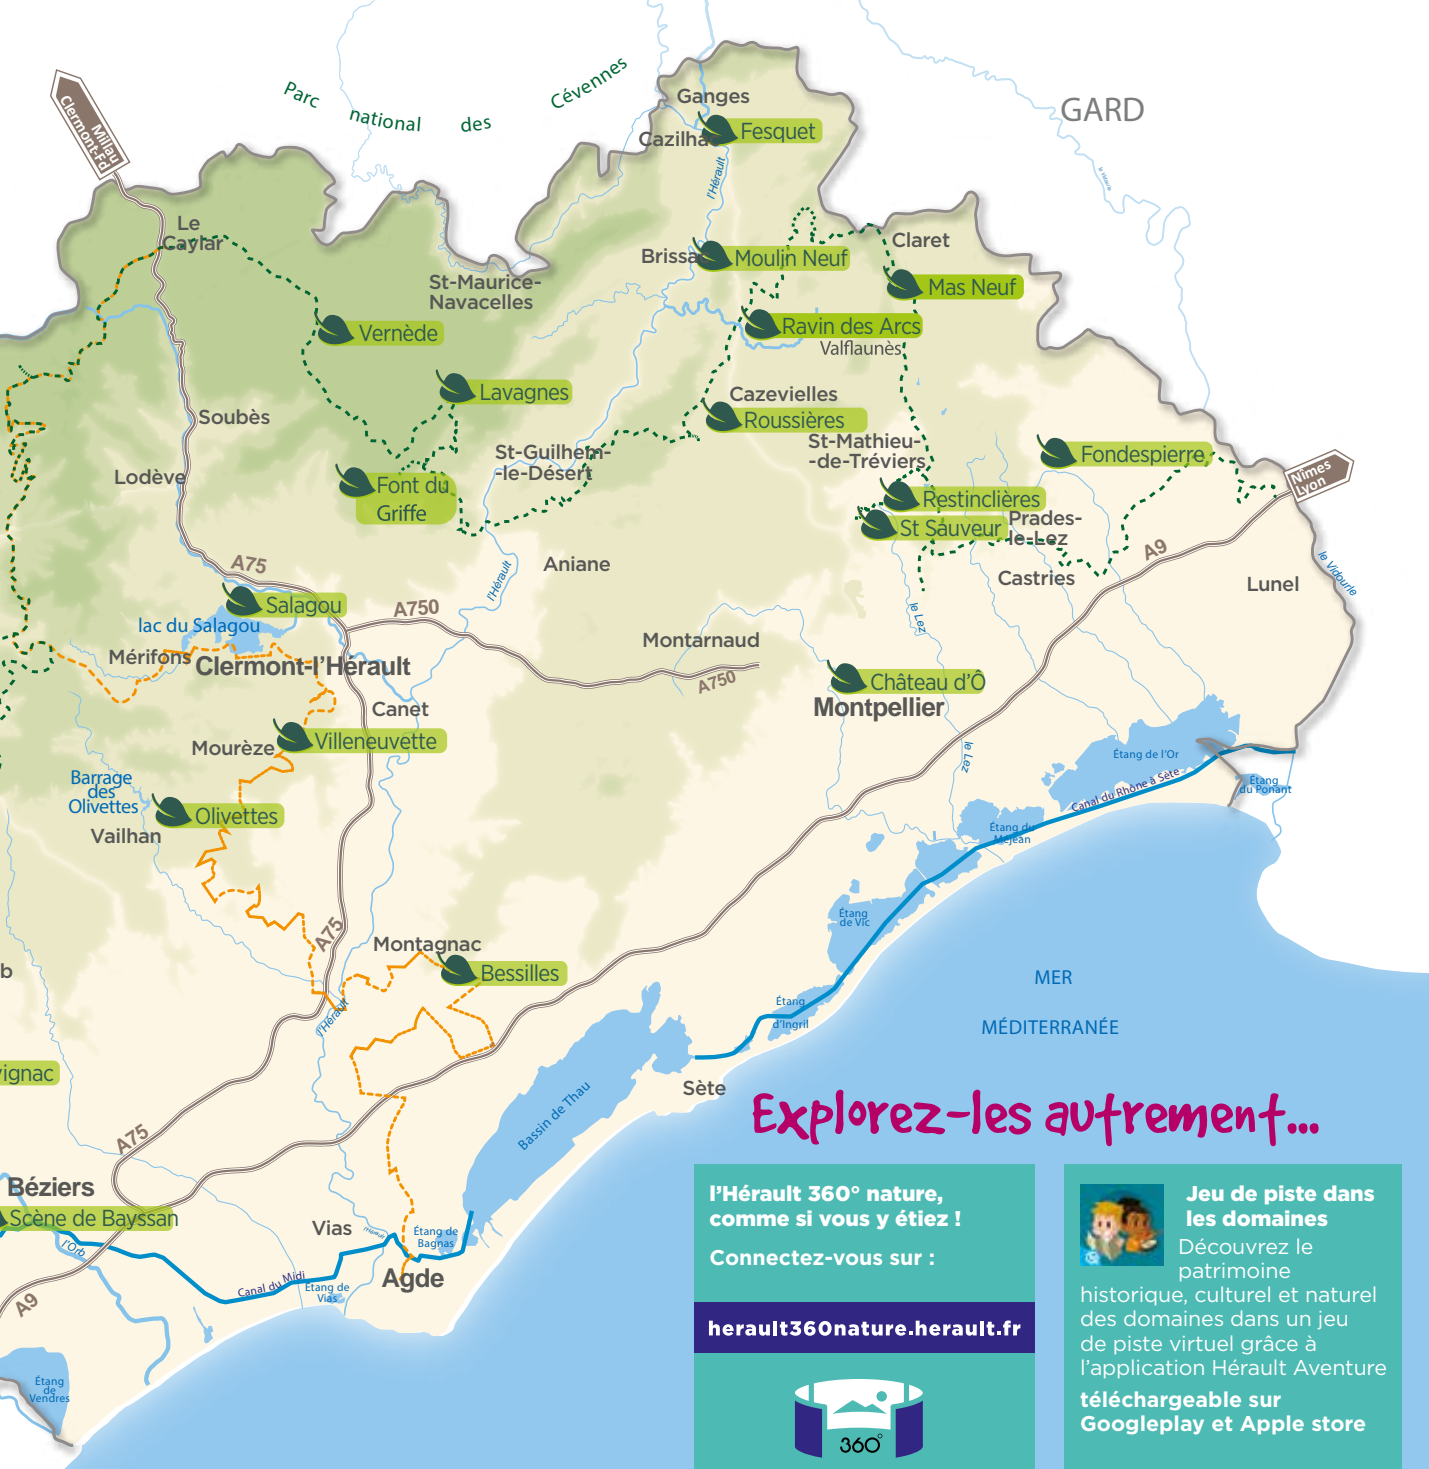 Parc national des Cévennes
GARD
le Vidourle
Millau
Clermont-Fd
Ganges
Cazilha
Fesquet
l'Hérault
Le
Caylar
Claret
Brissa
Moulin Neuf
St-Maurice-
Navacelles
Mas Neuf
Vernède
Ravin des Arcs
Valflaunès
Lavagnes
Cazevielles
Roussières
Soubès
St-Mathieu-
-de-Tréviers
St-Guilhem-
-le-Désert
Fondespierre
Lodève
Nîmes
Lyon
Font du
Griffe
Restinclières
St Sauveur
Prades-
le-Lez
A9
A75
Aniane
Castries
Lunel
le Vidourle
l'Hérault
Salagou
A750
le Lez
lac du Salagou
Montarnaud
Mérifons
Clermont-l'Hérault
A750
Château d'Ô
Montpellier
Canet
Villeneuvette
Mourèze
le Lez
Étang de l'Or
Barrage
des
Olivettes
Canal du Rhône à Sète
Étang
du Ponant
Olivettes
Vailhan
Étang du
Méjean
Étang
de Vic
A75
Montagnac
Bessilles
b
MER
MÉDITERRANÉE
Étang
d'Ingril
l'Hérault
vignac
Sète
Bassin de Thau
A75
Béziers
Scène de Bayssan
Vias
l'Hérault
Étang de
Bagnas
l'Orb
Canal du Midi
Étang de
Vias
Agde
A9
Étang
de
Vendres
Explorez-les autrement...
l'Hérault 360° nature,
comme si vous y étiez !
Connectez-vous sur :
herault360nature.herault.fr
360°
Jeu de piste dans
les domaines
Découvrez le
patrimoine
historique, culturel et naturel
des domaines dans un jeu
de piste virtuel grâce à
l'application Hérault Aventure
téléchargeable sur
Googleplay et Apple store